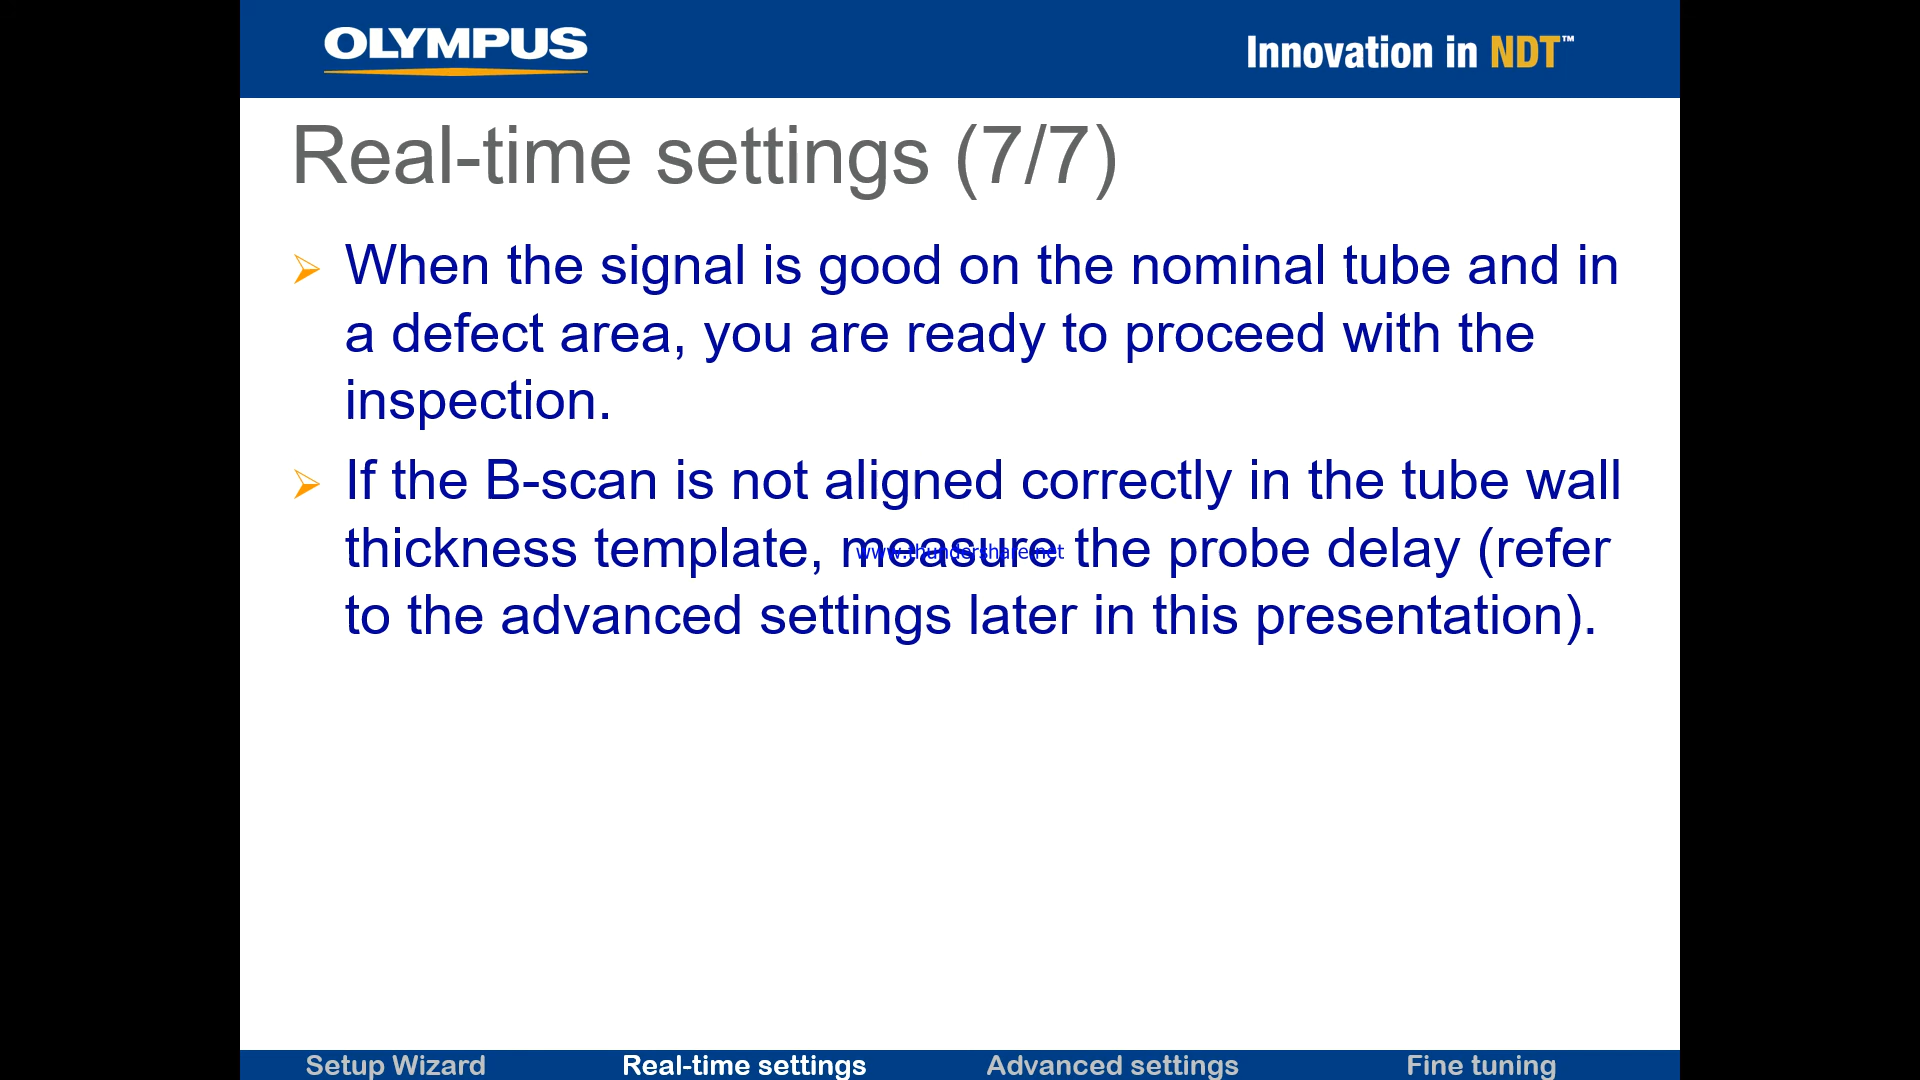 OLYMPUS
Innovation in NDT™
Real-time settings (7/7)
When the signal is good on the nominal tube and in
a defect area, you are ready to proceed with the
inspection.
If the B-scan is not aligned correctly in the tube wall
thickness template, measure the probe delay (refer
www.thundershare.net
to the advanced settings later in this presentation).
Setup Wizard Real-time settings Advanced settings Fine tuning